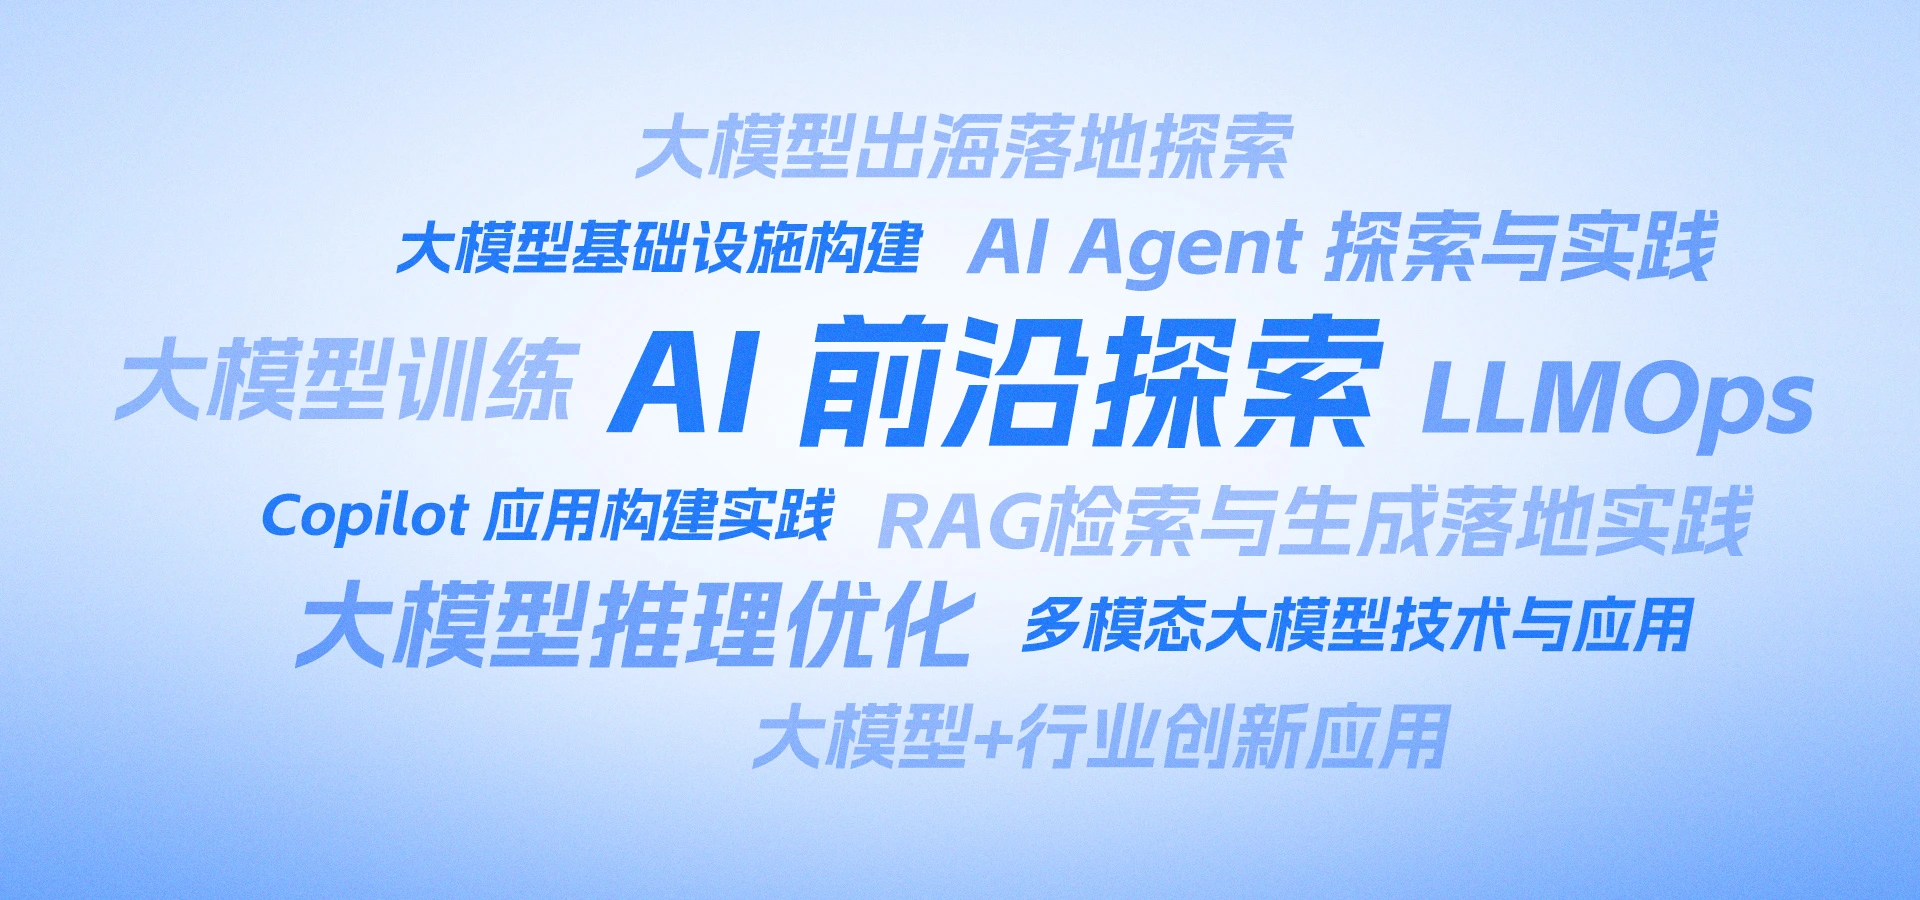 大模型出海落地探索
大模型基础设施构建 AI Agent 探索与实践
大模型训练 AI 前沿探索 LLMOps
Copilot 应用构建实践 RAG检索与生成落地实践
大模型推理优化 多模态大模型技术与应用
大模型+行业创新应用